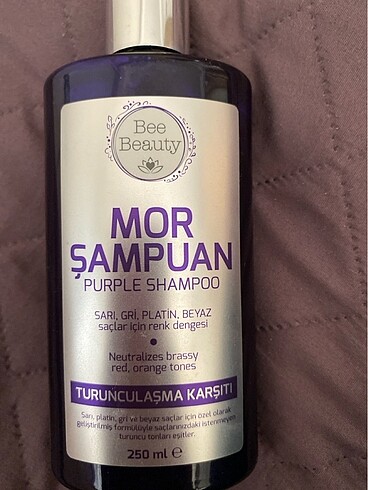 Bee
Beauty
MOR
ŞAMPUAN
PURPLE SHAMPOO
SARI, GRİ, PLATİN, BEYAZ
saçlar için renk dengesi
Neutralizes brassy
red, orange tones
TURUNCULAŞMA KARŞITI
Sarı, platin, gri ve beyaz saçlar için özel olarak
geliştirilmiş formülüyle saçlarınızdaki istenmeyen
turuncu tonları eşitler.
250 ml ℮